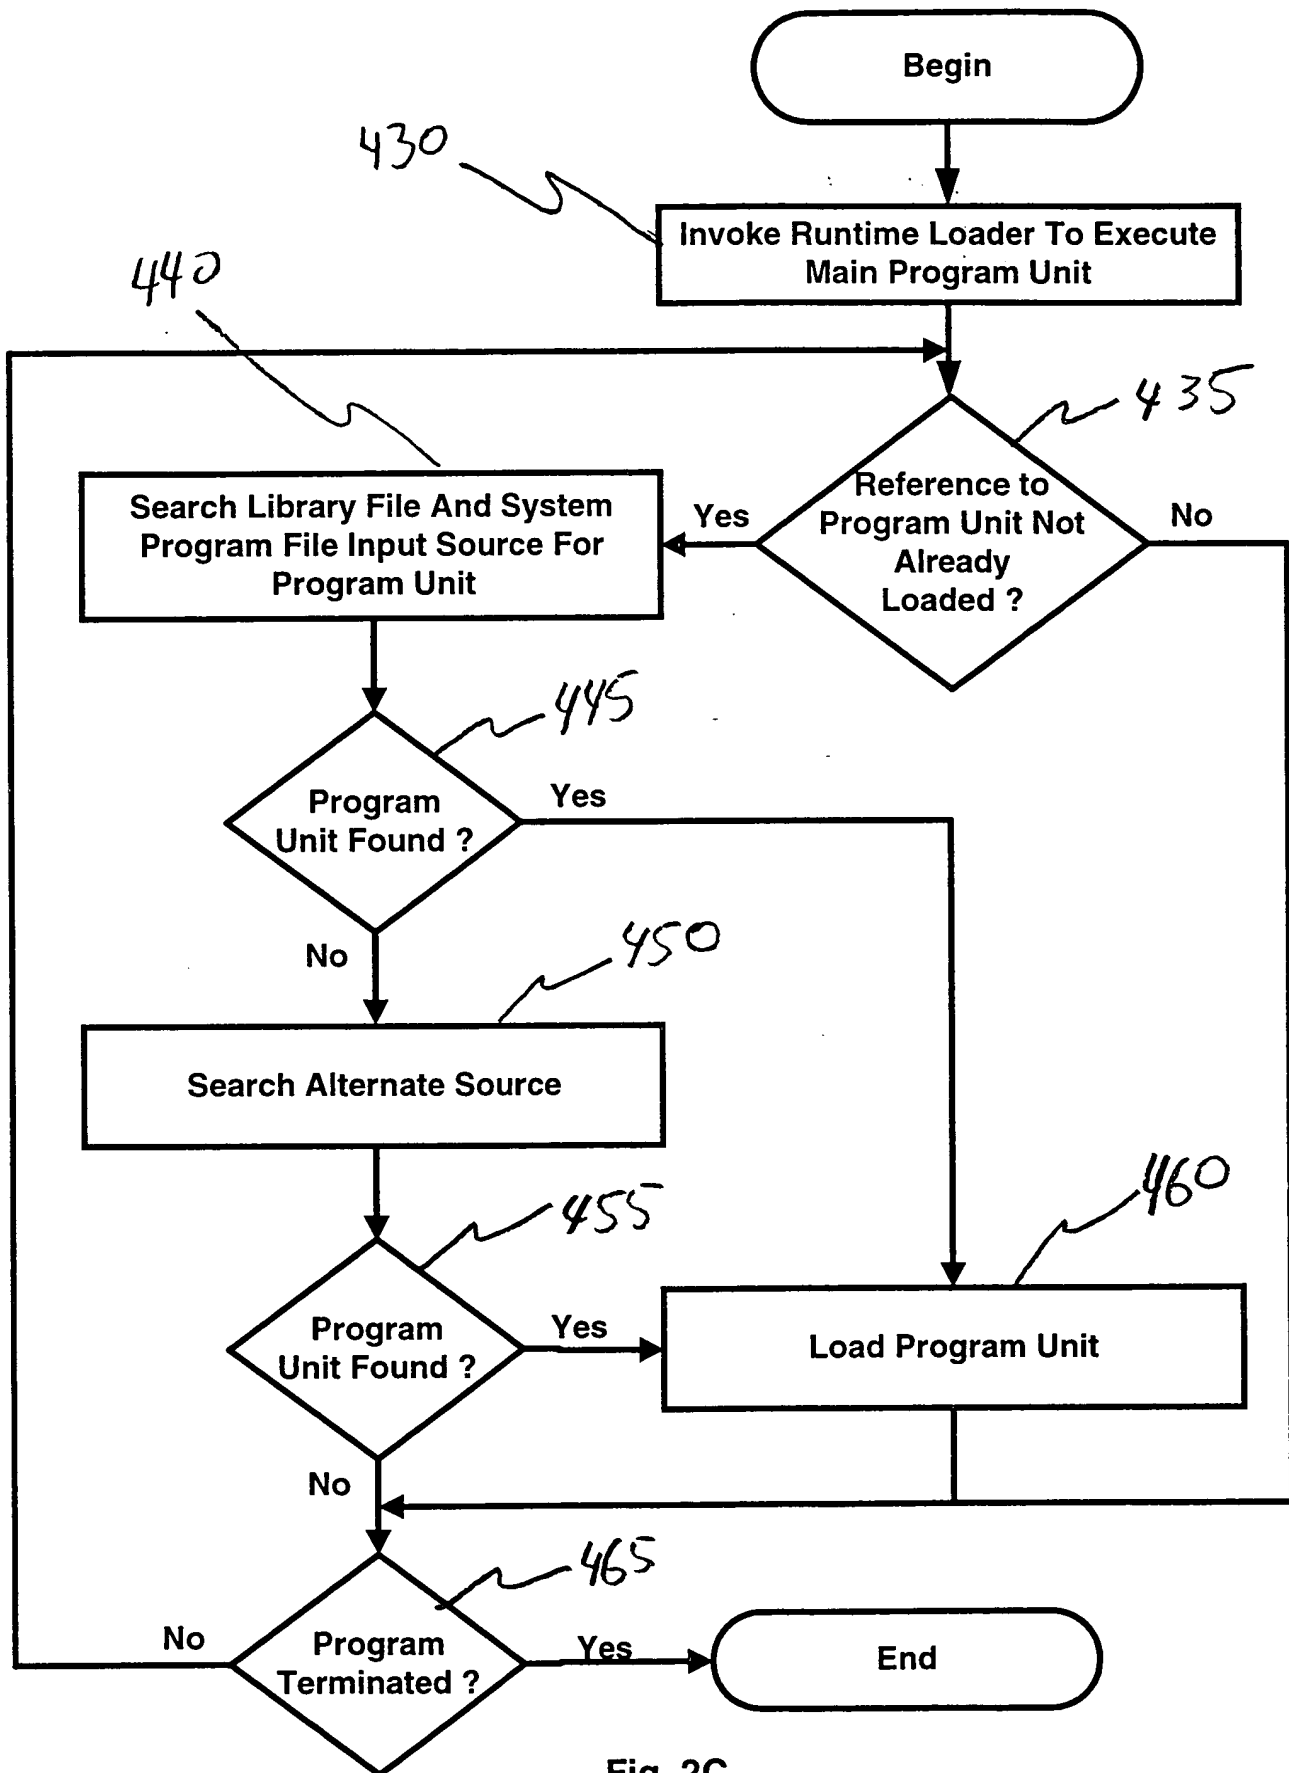 Begin
430
Invoke Runtime Loader To Execute
Main Program Unit
440
435
Reference to
Program Unit Not
Already
Loaded ?
Yes
No
Search Library File And System
Program File Input Source For
Program Unit
445
Program
Unit Found ?
Yes
No
450
Search Alternate Source
455
460
Program
Unit Found ?
Yes
Load Program Unit
No
465
No
Program
Terminated ?
Yes
End
Fig. 2C